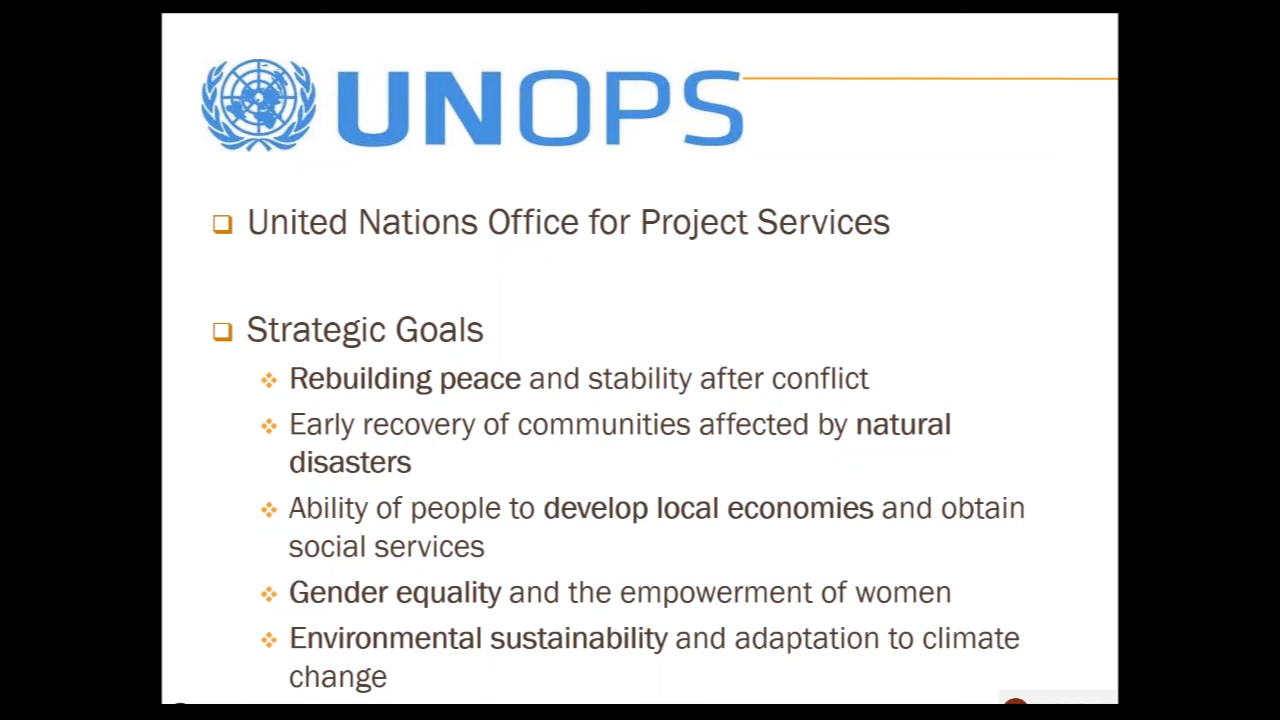 UNOPS
United Nations Office for Project Services
Strategic Goals
Rebuilding peace and stability after conflict
Early recovery of communities affected by natural
disasters
Ability of people to develop local economies and obtain
social services
Gender equality and the empowerment of women
Environmental sustainability and adaptation to climate
change